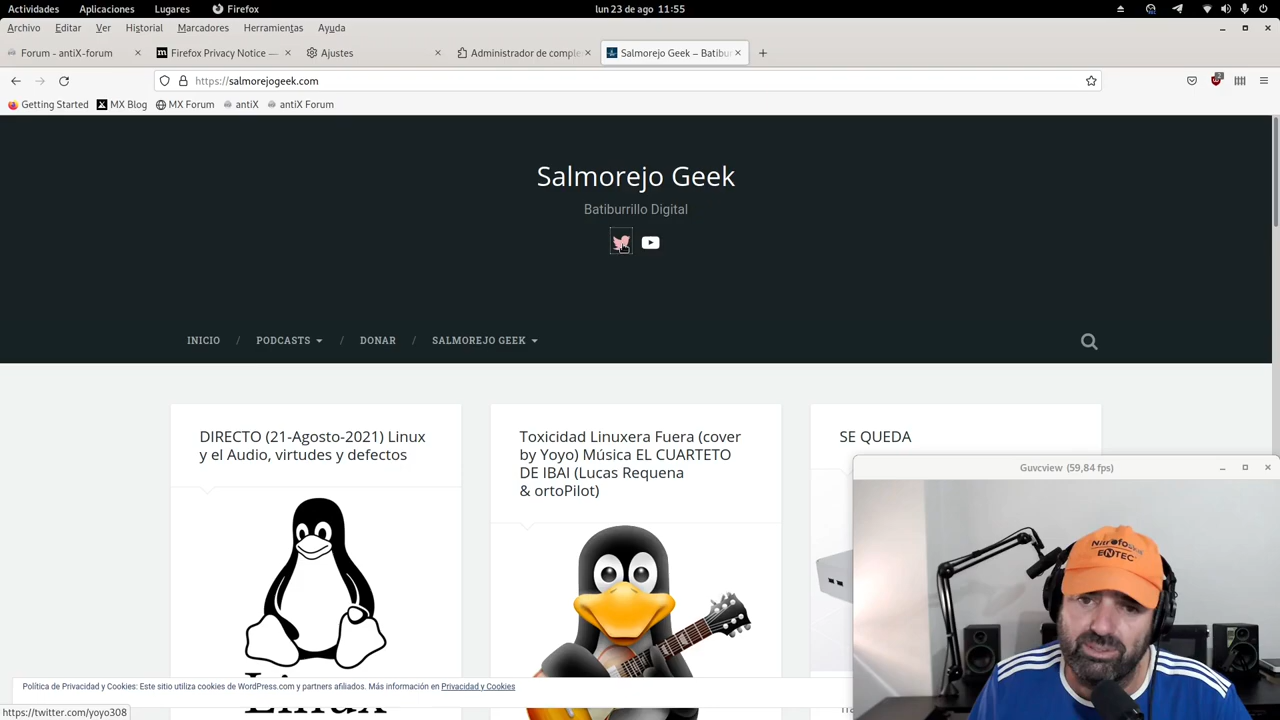 Actividades Aplicaciones Lugares Firefox lun 23 de ago 11:55
Archivo Editar Ver Historial Marcadores Herramientas Ayuda
Forum - antiX-forum Firefox Privacy Notice — Ajustes Administrador de comple Salmorejo Geek – Batibur
https://salmorejogeek.com
Getting Started MX Blog MX Forum antiX antiX Forum
Salmorejo Geek
Batiburrillo Digital
INICIO / PODCASTS / DONAR / SALMOREJO GEEK
DIRECTO (21-Agosto-2021) Linux
y el Audio, virtudes y defectos
Toxicidad Linuxera Fuera (cover
by Yoyo) Música EL CUARTETO
DE IBAI (Lucas Requena
& ortoPilot)
SE QUEDA
Guvcview (59,84 fps)
Nitrofoska
ENTEC
Política de Privacidad y Cookies: Este sitio utiliza cookies de WordPress.com y partners afiliados. Más información en Privacidad y Cookies
https://twitter.com/yoyo308